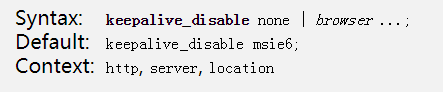 Syntax: keepalive_disable none | browser ...;
Default: keepalive_disable msie6;
Context: http, server, location